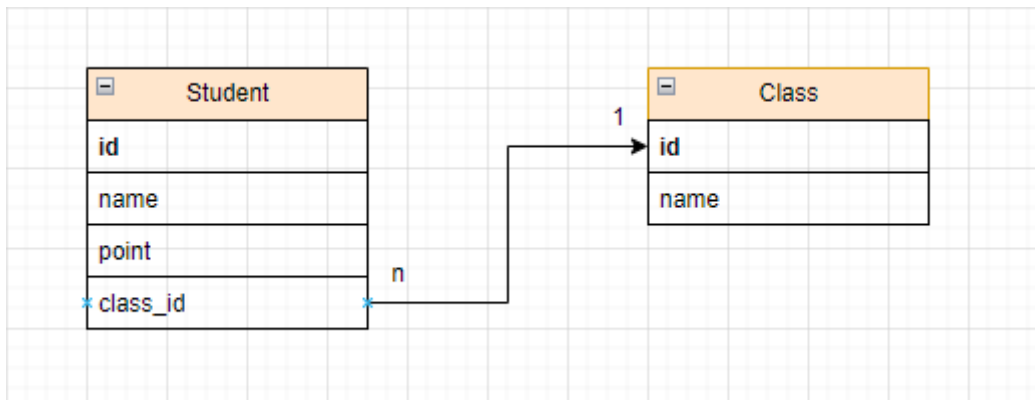 Student
id
name
point
class_id
n
1
Class
id
name